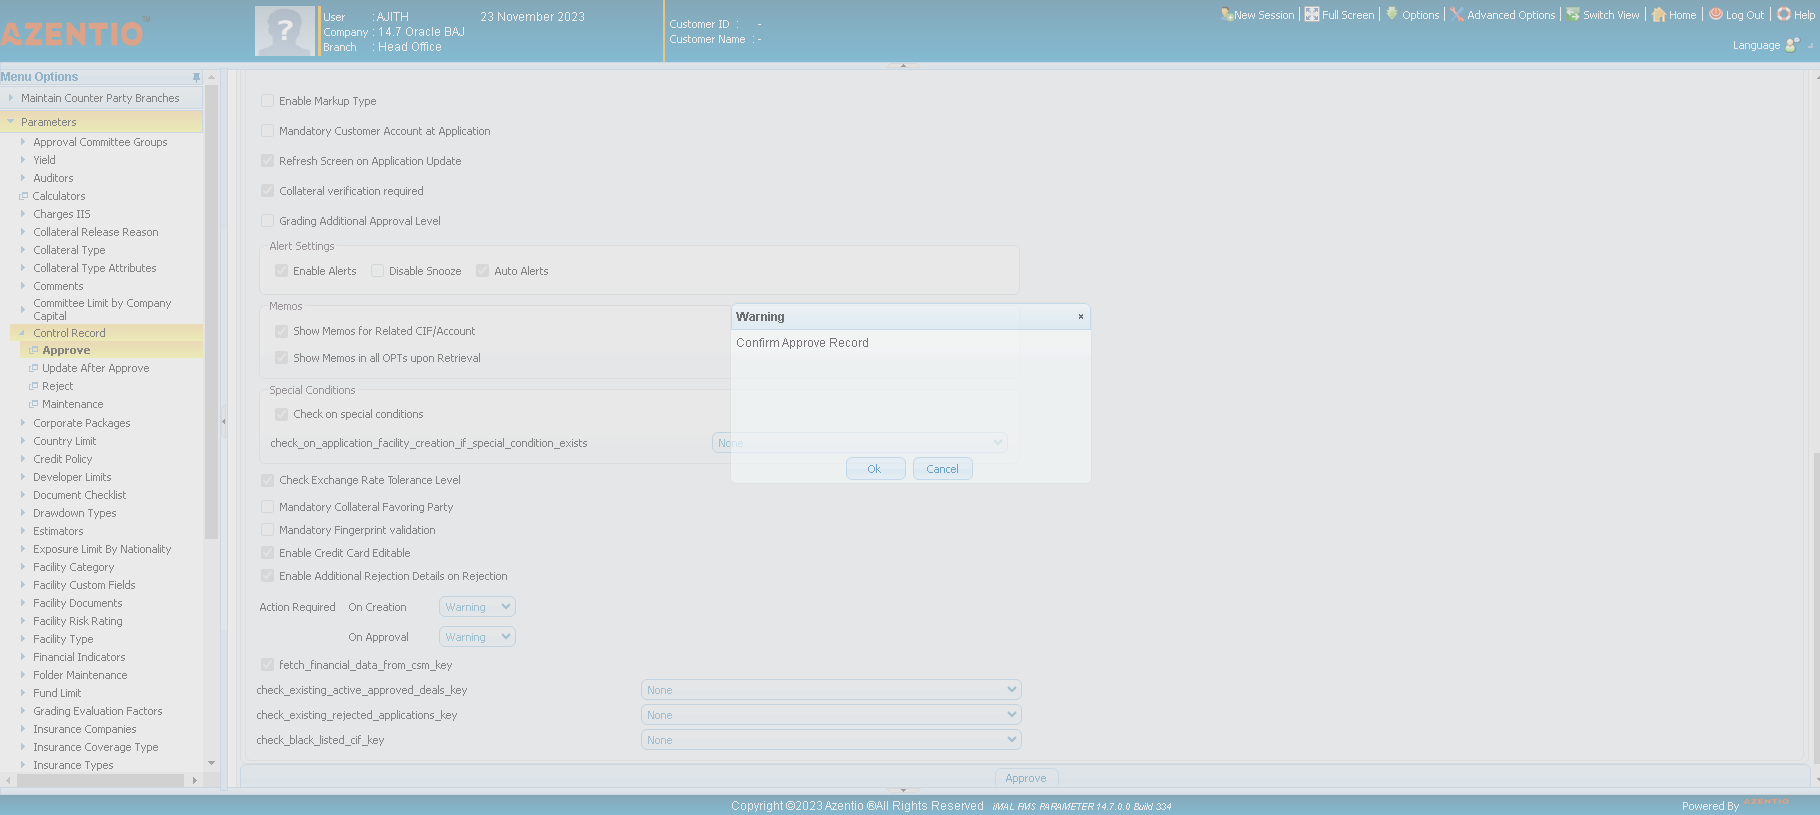 AZENTIO™
User : AJITH 23 November 2023
Company : 14.7 Oracle BAJ
Branch : Head Office
Customer ID : -
Customer Name : -
New Session Full Screen Options Advanced Options Switch View Home Log Out Help
Language
Menu Options
Maintain Counter Party Branches
Parameters
Approval Committee Groups
Yield
Auditors
Calculators
Charges IIS
Collateral Release Reason
Collateral Type
Collateral Type Attributes
Comments
Committee Limit by Company
Capital
Control Record
Approve
Update After Approve
Reject
Maintenance
Corporate Packages
Country Limit
Credit Policy
Developer Limits
Document Checklist
Drawdown Types
Estimators
Exposure Limit By Nationality
Facility Category
Facility Custom Fields
Facility Documents
Facility Risk Rating
Facility Type
Financial Indicators
Folder Maintenance
Fund Limit
Grading Evaluation Factors
Insurance Companies
Insurance Coverage Type
Insurance Types
Enable Markup Type
Mandatory Customer Account at Application
Refresh Screen on Application Update
Collateral verification required
Grading Additional Approval Level
Alert Settings
Enable Alerts Disable Snooze Auto Alerts
Memos
Show Memos for Related CIF/Account
Show Memos in all OPTs upon Retrieval
Special Conditions
Check on special conditions
check_on_application_facility_creation_if_special_condition_exists None
Check Exchange Rate Tolerance Level
Mandatory Collateral Favoring Party
Mandatory Fingerprint validation
Enable Credit Card Editable
Enable Additional Rejection Details on Rejection
Action Required On Creation Warning
On Approval Warning
fetch_financial_data_from_csm_key
check_existing_active_approved_deals_key None
check_existing_rejected_applications_key None
check_black_listed_cif_key None
Approve
Warning ×
Confirm Approve Record
Ok Cancel
Copyright ©2023 Azentio ®All Rights Reserved iMAL RMS PARAMETER 14.7.0.0 Build 334
Powered By AZENTIO